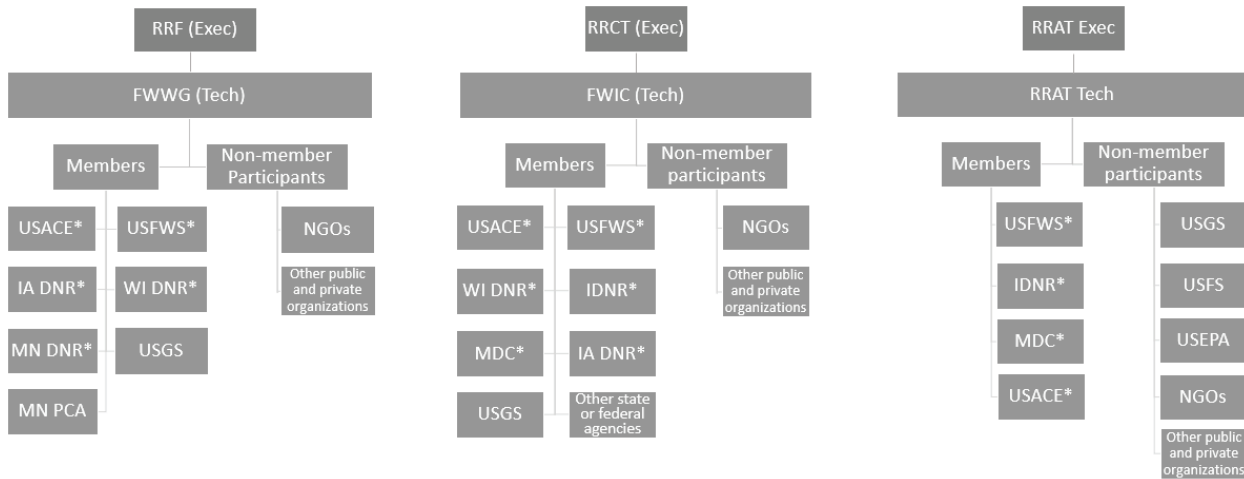 RRF (Exec)
FWWG (Tech)
Members
Non-member
Participants
USACE*
USFWS*
NGOs
IA DNR*
WI DNR*
Other public
and private
organizations
MN DNR*
USGS
MN PCA
RRCT (Exec)
FWIC (Tech)
Members
Non-member
participants
USACE*
USFWS*
NGOs
WI DNR*
IDNR*
Other public
and private
organizations
MDC*
IA DNR*
USGS
Other state
or federal
agencies
RRAT Exec
RRAT Tech
Members
Non-member
participants
USFWS*
USGS
IDNR*
USFS
MDC*
USEPA
USACE*
NGOs
Other public
and private
organizations